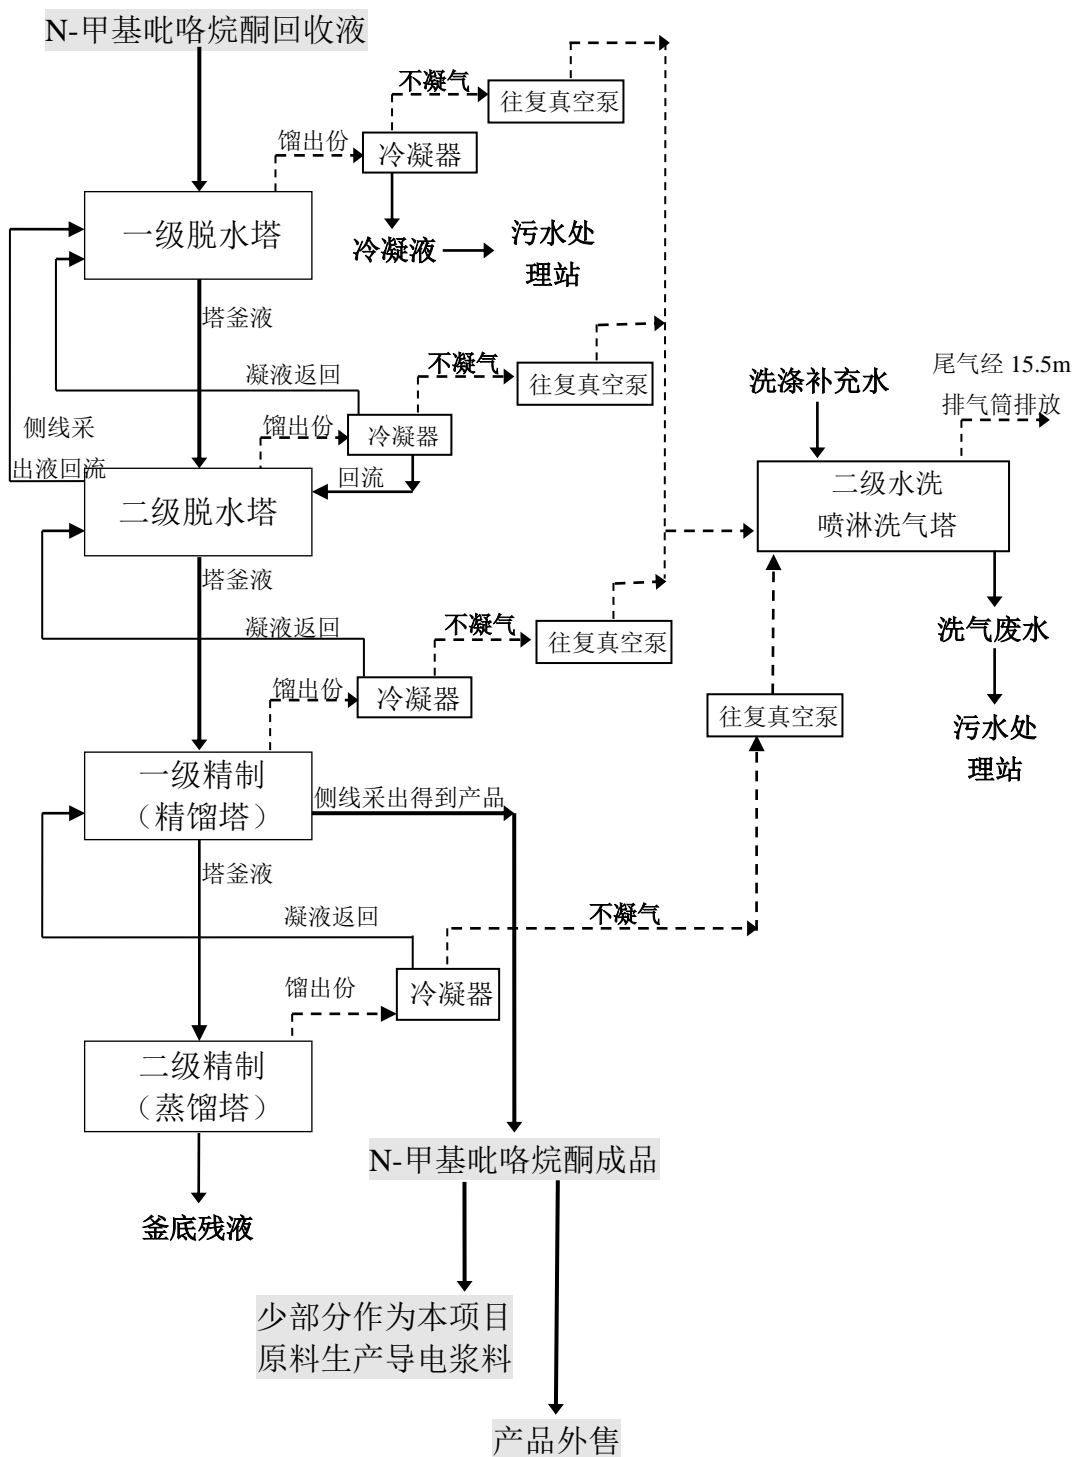 N-甲基吡咯烷酮回收液
不凝气
往复真空泵
馏出份
冷凝器
一级脱水塔
冷凝液
污水处
理站
塔釜液
凝液返回
不凝气
往复真空泵
侧线采
出液回流
馏出份
冷凝器
回流
洗涤补充水
尾气经 15.5m
排气筒排放
二级脱水塔
二级水洗
喷淋洗气塔
塔釜液
凝液返回
不凝气
往复真空泵
洗气废水
馏出份
冷凝器
往复真空泵
污水处
理站
一级精制
（精馏塔）
侧线采出得到产品
塔釜液
凝液返回
不凝气
馏出份
冷凝器
二级精制
（蒸馏塔）
N-甲基吡咯烷酮成品
釜底残液
少部分作为本项目
原料生产导电浆料
产品外售